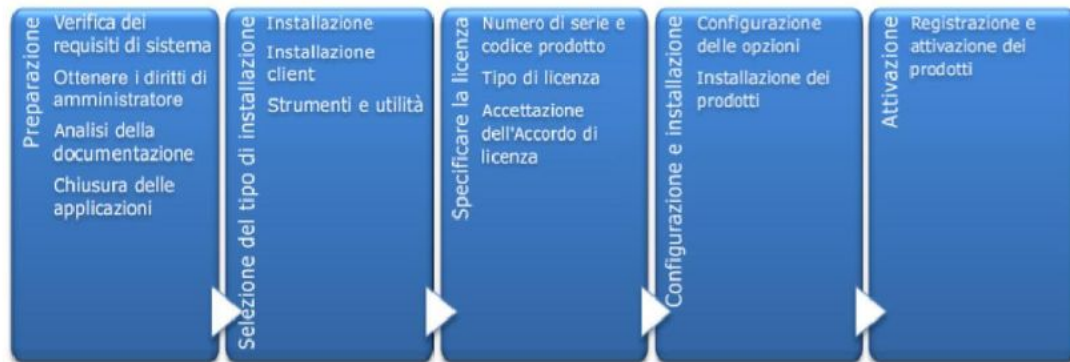 Preparazione
Verifica dei
requisiti di sistema
Ottenere i diritti di
amministratore
Analisi della
documentazione
Chiusura delle
applicazioni
Selezione del tipo di installazione
Installazione
Installazione
client
Strumenti e utilità
Specificare la licenza
Numero di serie e
codice prodotto
Tipo di licenza
Accettazione
dell'Accordo di
licenza
Configurazione e installazione
Configurazione
delle opzioni
Installazione dei
prodotti
Attivazione
Registrazione e
attivazione dei
prodotti